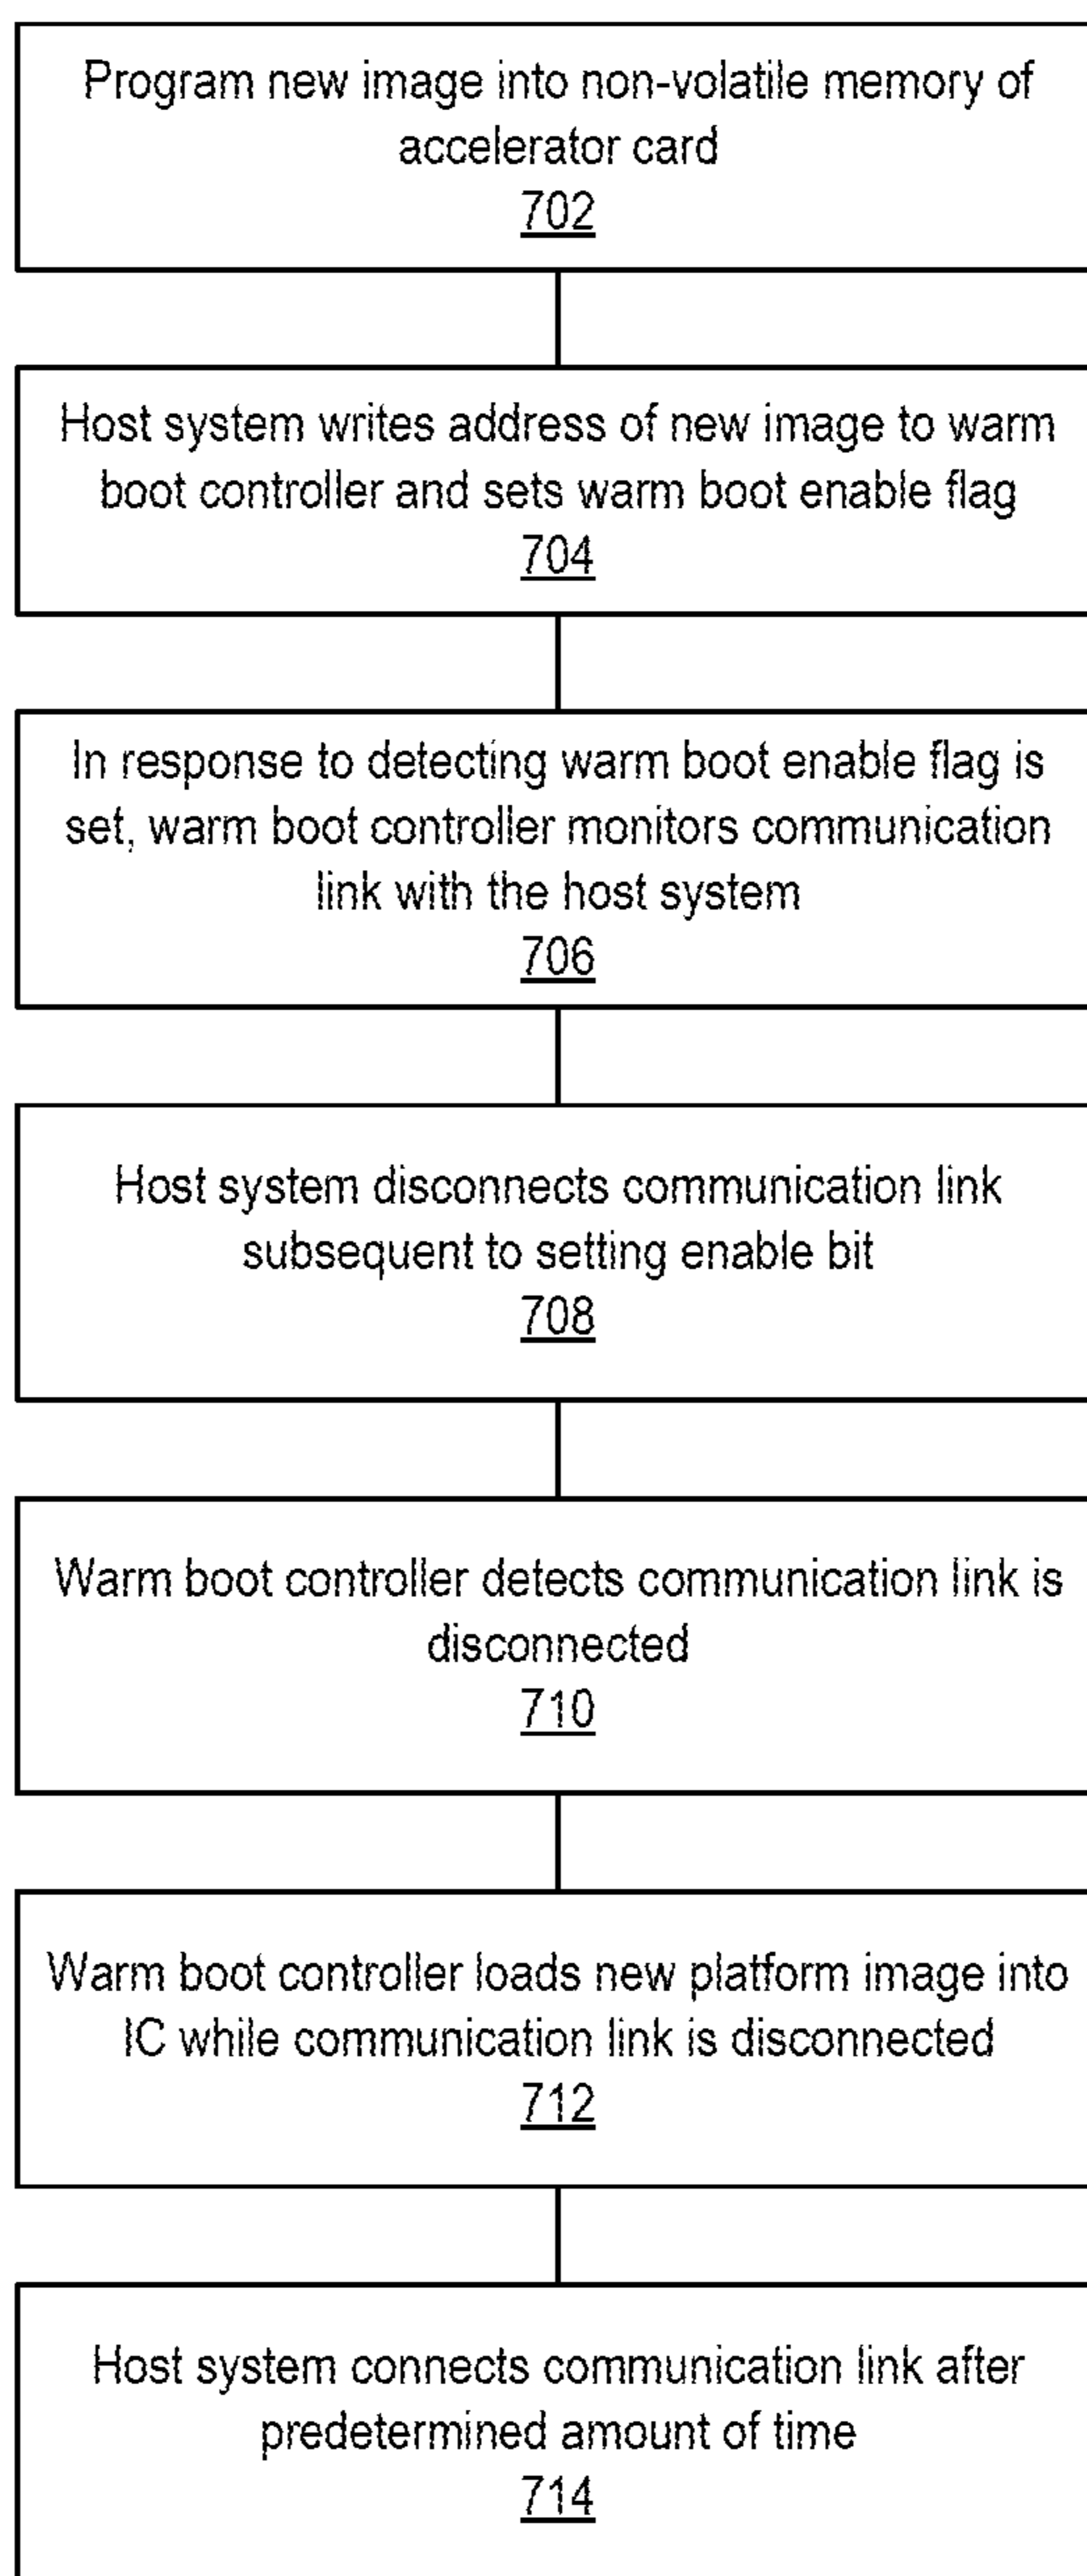 Program new image into non-volatile memory of
accelerator card
702
Host system writes address of new image to warm
boot controller and sets warm boot enable flag
704
In response to detecting warm boot enable flag is
set, warm boot controller monitors communication
link with the host system
706
Host system disconnects communication link
subsequent to setting enable bit
708
Warm boot controller detects communication link is
disconnected
710
Warm boot controller loads new platform image into
IC while communication link is disconnected
712
Host system connects communication link after
predetermined amount of time
714